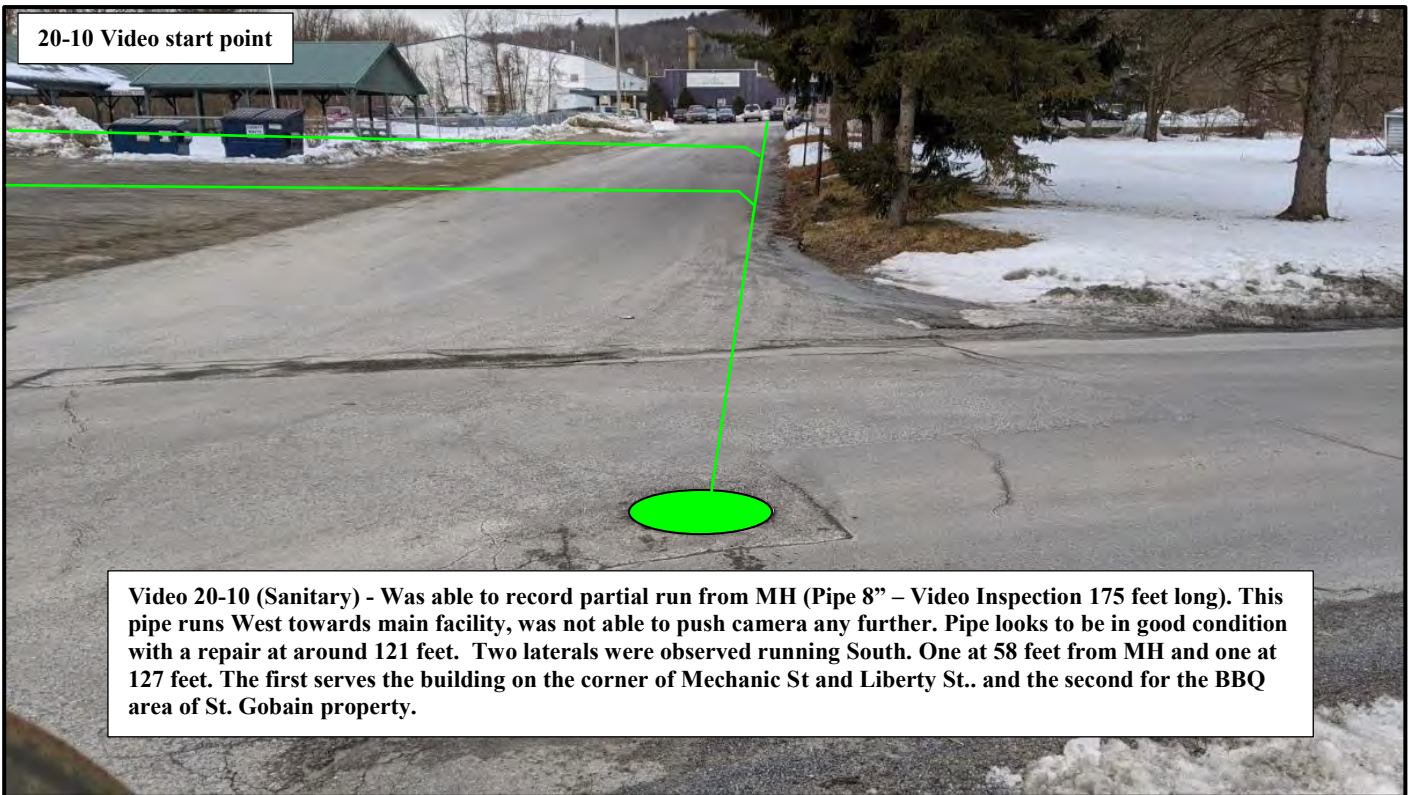 20-10 Video start point
Video 20-10 (Sanitary) - Was able to record partial run from MH (Pipe 8” – Video Inspection 175 feet long). This
pipe runs West towards main facility, was not able to push camera any further. Pipe looks to be in good condition
with a repair at around 121 feet.  Two laterals were observed running South. One at 58 feet from MH and one at
127 feet. The first serves the building on the corner of Mechanic St and Liberty St.. and the second for the BBQ
area of St. Gobain property.